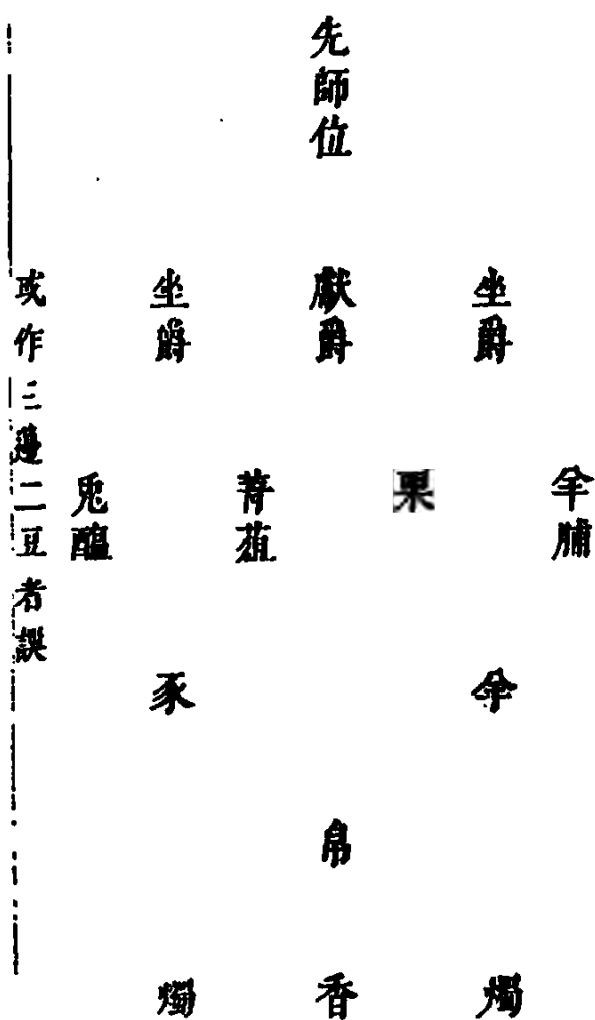 先師位
坐爵 獻爵 坐爵
兎醢 菁菹 栗 羊脯
豕 羊
帛
燭 香 燭
或作三籩二豆者誤